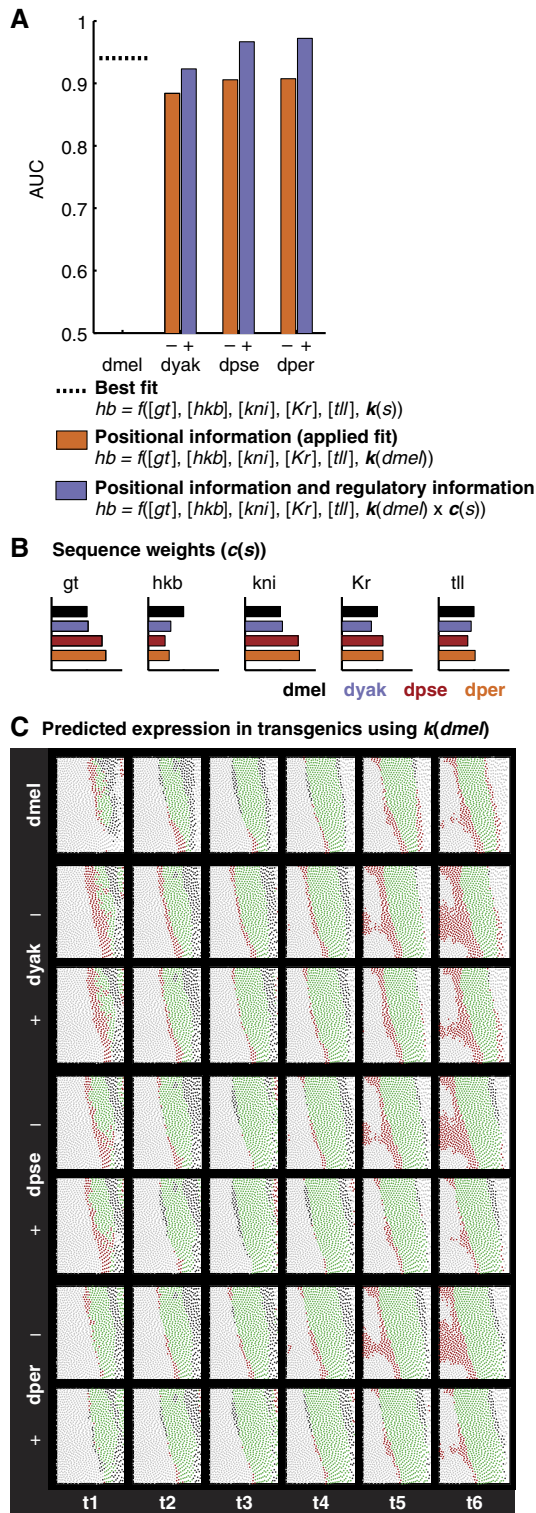 A
1
0.9
0.8
0.7
0.6
0.5
AUC
– + – + – +
dmel dyak dpse dper
Best fit
hb = f([gt], [hkb], [kni], [Kr], [tll], k(s))
Positional information (applied fit)
hb = f([gt], [hkb], [kni], [Kr], [tll], k(dmel))
Positional information and regulatory information
hb = f([gt], [hkb], [kni], [Kr], [tll], k(dmel) x c(s))
B Sequence weights (c(s))
gt hkb kni Kr tll
dmel dyak dpse dper
C Predicted expression in transgenics using k(dmel)
dmel
–
dyak
+
–
dpse
+
–
dper
+
t1 t2 t3 t4 t5 t6